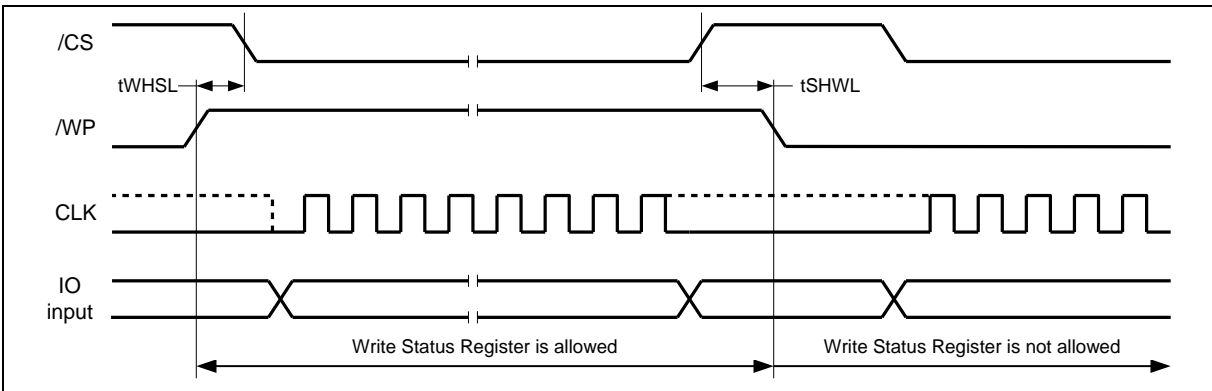 /CS
tWHSL
tSHWL
/WP
CLK
IO
input
Write Status Register is allowed
Write Status Register is not allowed